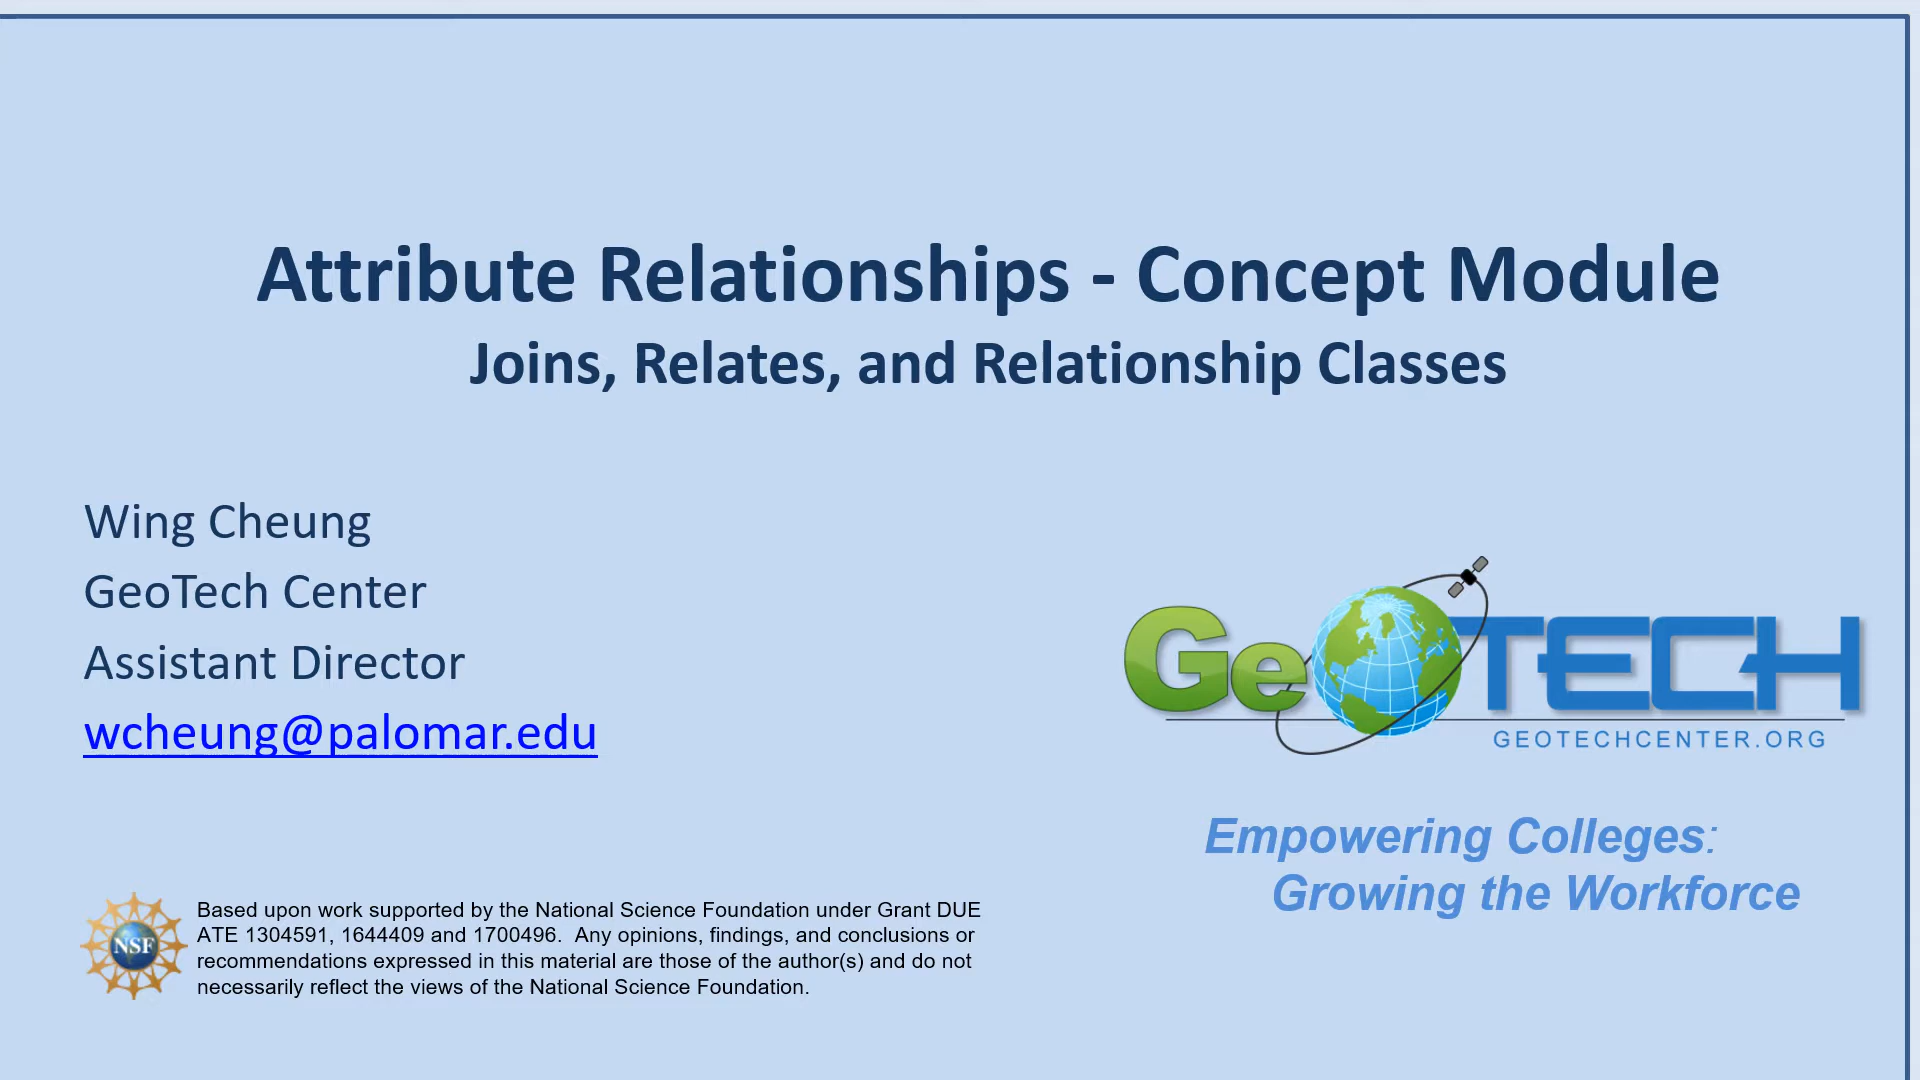 Attribute Relationships - Concept Module
Joins, Relates, and Relationship Classes
Wing Cheung
GeoTech Center
Assistant Director
wcheung@palomar.edu
GeoTECH
GEOTECHCENTER.ORG
Empowering Colleges:
Growing the Workforce
NSF
Based upon work supported by the National Science Foundation under Grant DUE
ATE 1304591, 1644409 and 1700496.  Any opinions, findings, and conclusions or
recommendations expressed in this material are those of the author(s) and do not
necessarily reflect the views of the National Science Foundation.